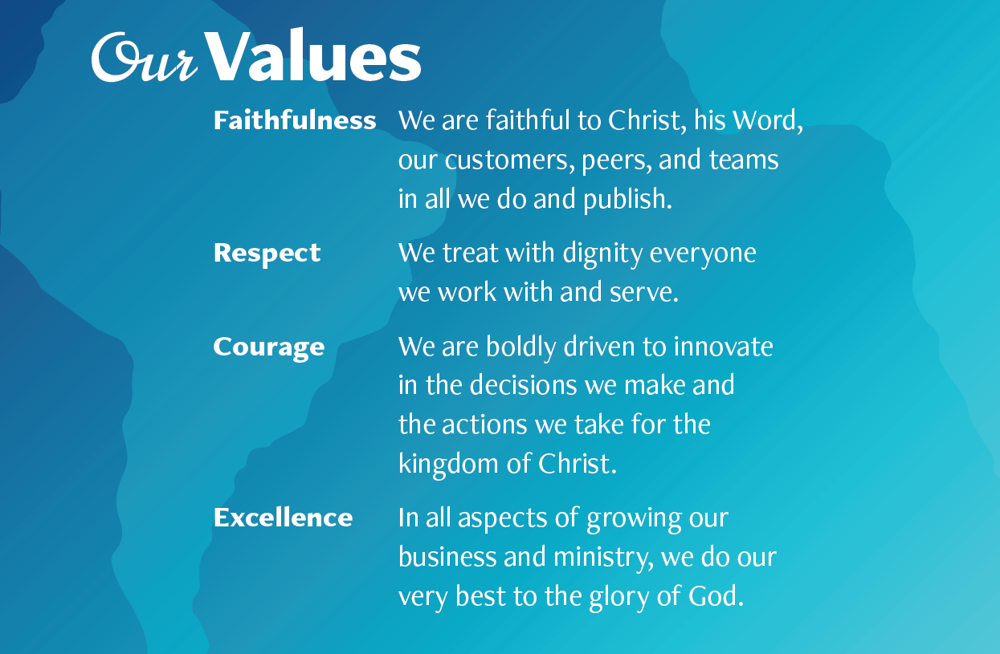 Our Values
Faithfulness We are faithful to Christ, his Word,
our customers, peers, and teams
in all we do and publish.
Respect We treat with dignity everyone
we work with and serve.
Courage We are boldly driven to innovate
in the decisions we make and
the actions we take for the
kingdom of Christ.
Excellence In all aspects of growing our
business and ministry, we do our
very best to the glory of God.